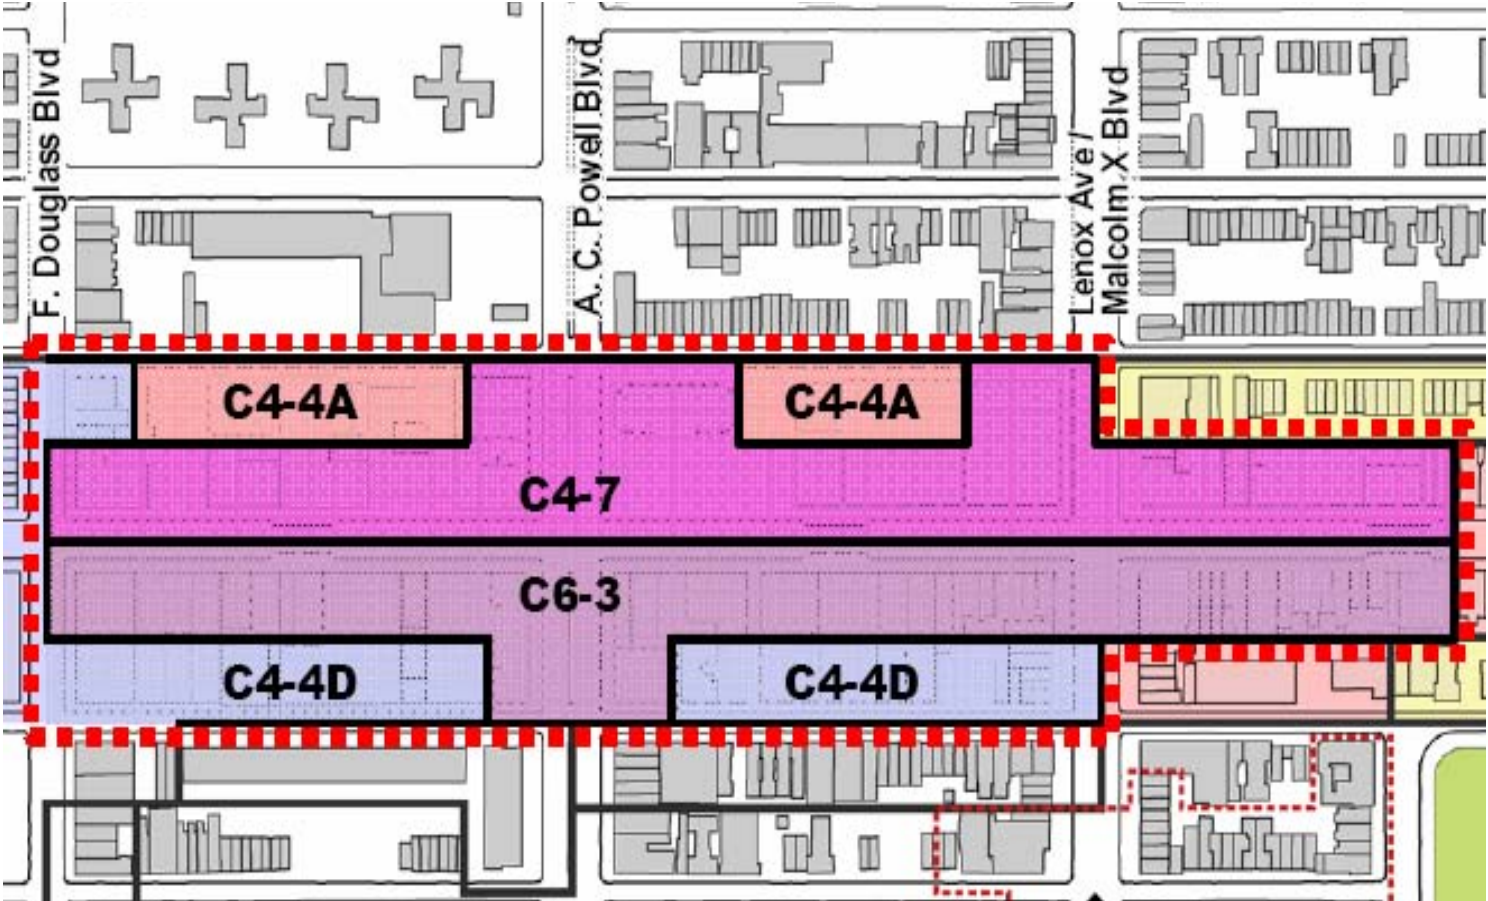 F. Douglass Blvd
A. C. Powell Blvd
Lenox Ave /
Malcolm X Blvd
C4-4A
C4-4A
C4-7
C6-3
C4-4D
C4-4D